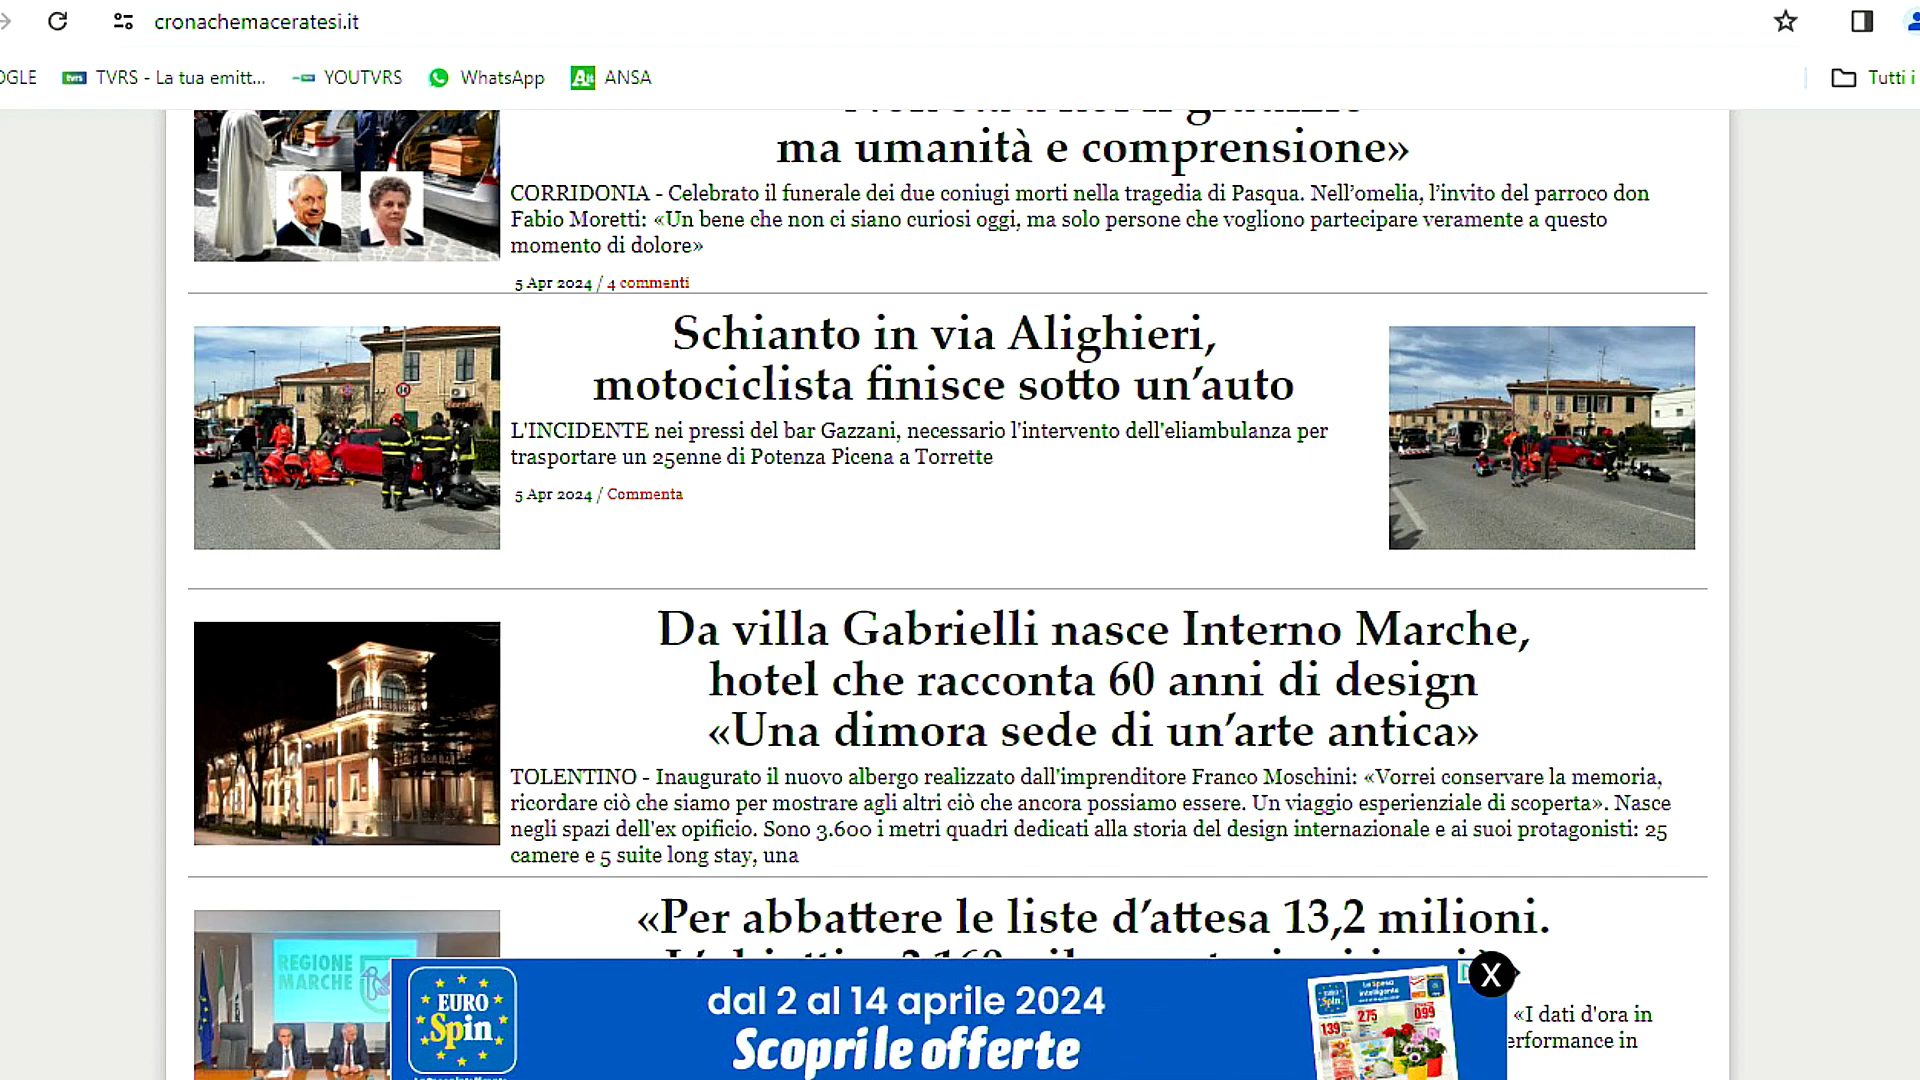 cronachemaceratesi.it
OGLE TVRS - La tua emitt... YOUTVRS WhatsApp ANSA Tutti i
ma umanità e comprensione»
CORRIDONIA - Celebrato il funerale dei due coniugi morti nella tragedia di Pasqua. Nell’omelia, l’invito del parroco don
Fabio Moretti: «Un bene che non ci siano curiosi oggi, ma solo persone che vogliono partecipare veramente a questo
momento di dolore»
5 Apr 2024 / 4 commenti
Schianto in via Alighieri,
motociclista finisce sotto un’auto
L'INCIDENTE nei pressi del bar Gazzani, necessario l'intervento dell'eliambulanza per
trasportare un 25enne di Potenza Picena a Torrette
5 Apr 2024 / Commenta
Da villa Gabrielli nasce Interno Marche,
hotel che racconta 60 anni di design
«Una dimora sede di un’arte antica»
TOLENTINO - Inaugurato il nuovo albergo realizzato dall'imprenditore Franco Moschini: «Vorrei conservare la memoria,
ricordare ciò che siamo per mostrare agli altri ciò che ancora possiamo essere. Un viaggio esperienziale di scoperta». Nasce
negli spazi dell'ex opificio. Sono 3.600 i metri quadri dedicati alla storia del design internazionale e ai suoi protagonisti: 25
camere e 5 suite long stay, una
«Per abbattere le liste d’attesa 13,2 milioni.
REGIONE
MARCHE
«I dati d'ora in
erformance in
EURO
Spin
dal 2 al 14 aprile 2024
Scopri le offerte
X
1.39 2.75 0.99